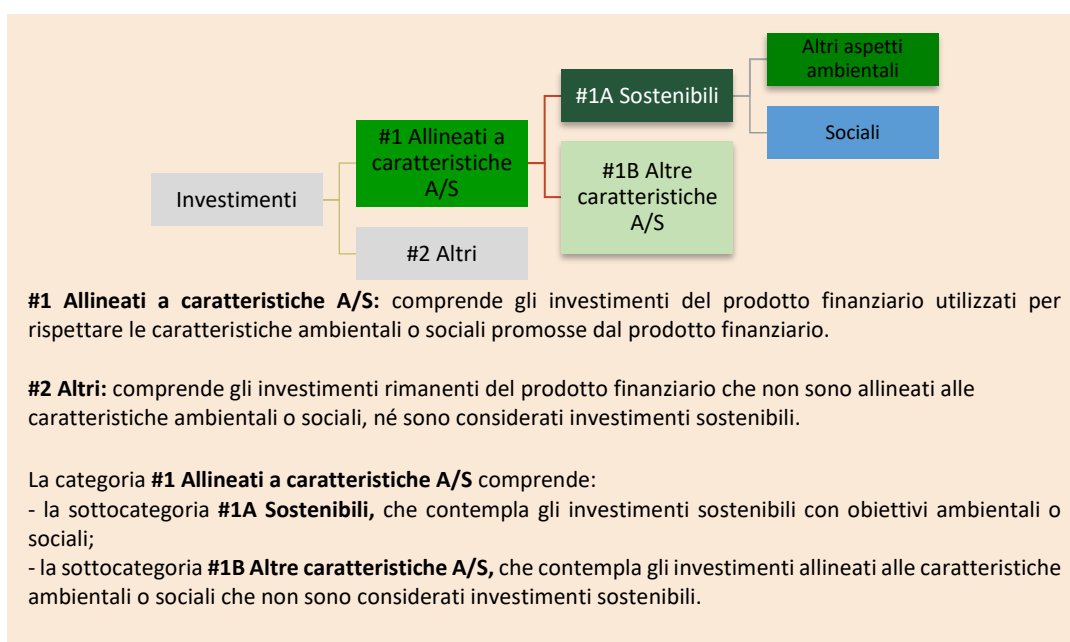 Altri aspetti
ambientali
#1A Sostenibili
Sociali
#1 Allineati a
caratteristiche
A/S
#1B Altre
caratteristiche
A/S
Investimenti
#2 Altri
#1 Allineati a caratteristiche A/S: comprende gli investimenti del prodotto finanziario utilizzati per
rispettare le caratteristiche ambientali o sociali promosse dal prodotto finanziario.
#2 Altri: comprende gli investimenti rimanenti del prodotto finanziario che non sono allineati alle
caratteristiche ambientali o sociali, né sono considerati investimenti sostenibili.
La categoria #1 Allineati a caratteristiche A/S comprende:
- la sottocategoria #1A Sostenibili, che contempla gli investimenti sostenibili con obiettivi ambientali o
sociali;
- la sottocategoria #1B Altre caratteristiche A/S, che contempla gli investimenti allineati alle caratteristiche
ambientali o sociali che non sono considerati investimenti sostenibili.